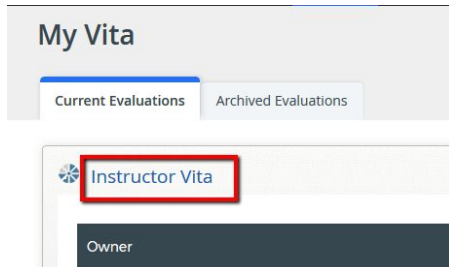 My Vita
Current Evaluations Archived Evaluations
Instructor Vita
Owner